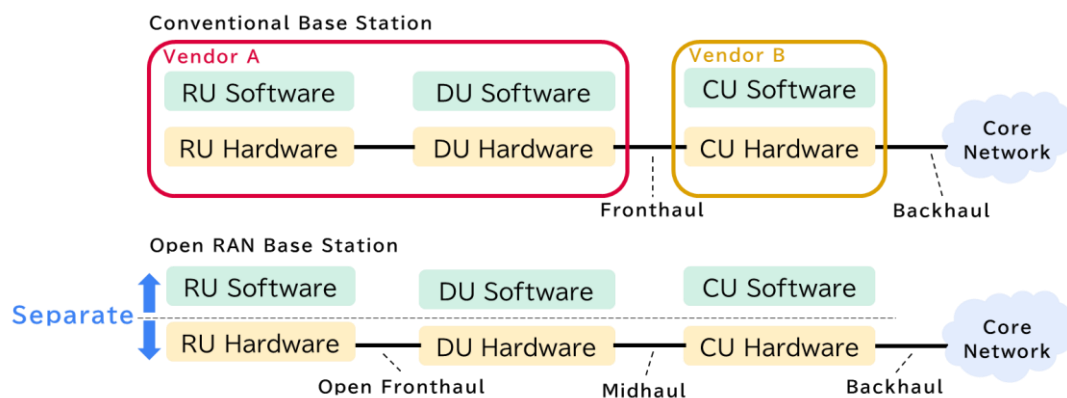 Conventional Base Station
Vendor A
Vendor B
RU Software
DU Software
CU Software
RU Hardware
DU Hardware
CU Hardware
Core
Network
Fronthaul
Backhaul
Open RAN Base Station
RU Software
DU Software
CU Software
Separate
RU Hardware
DU Hardware
CU Hardware
Core
Network
Open Fronthaul
Midhaul
Backhaul